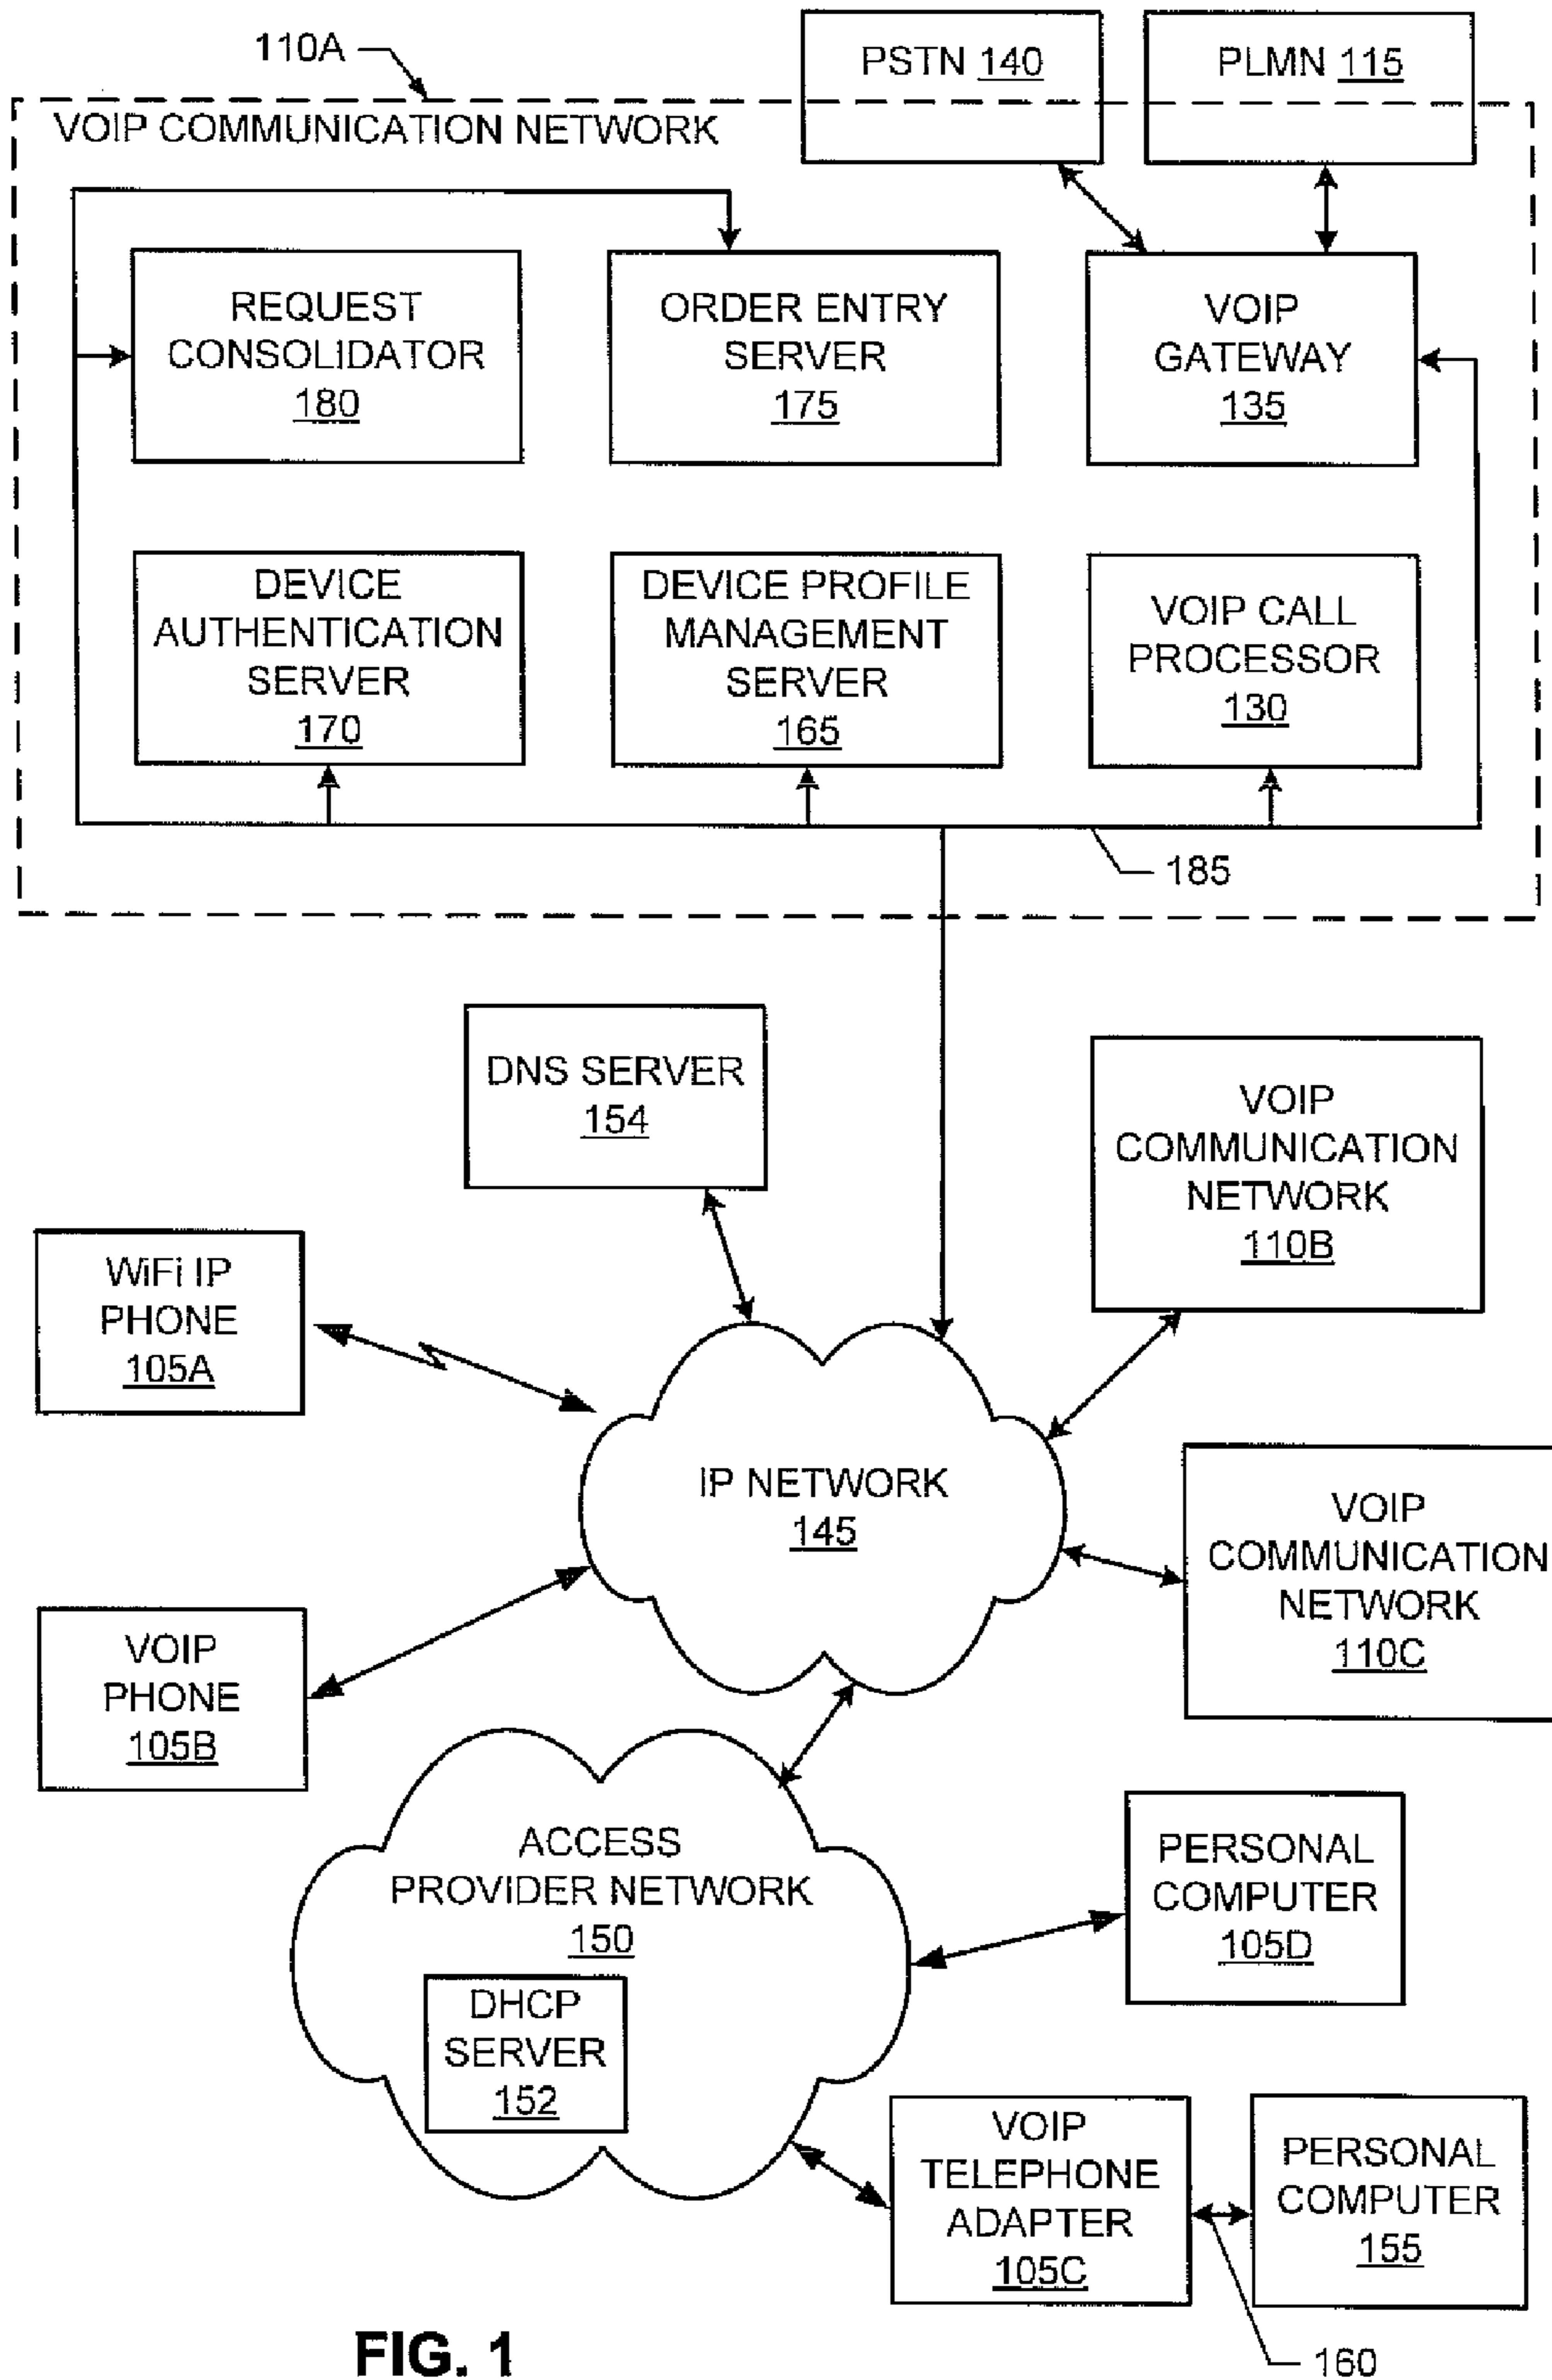 110A
PSTN 140
PLMN 115
VOIP COMMUNICATION NETWORK
REQUEST
CONSOLIDATOR
180
ORDER ENTRY
SERVER
175
VOIP
GATEWAY
135
DEVICE
AUTHENTICATION
SERVER
170
DEVICE PROFILE
MANAGEMENT
SERVER
165
VOIP CALL
PROCESSOR
130
185
DNS SERVER
154
VOIP
COMMUNICATION
NETWORK
110B
WiFi IP
PHONE
105A
IP NETWORK
145
VOIP
COMMUNICATION
NETWORK
110C
VOIP
PHONE
105B
ACCESS
PROVIDER NETWORK
150
DHCP
SERVER
152
PERSONAL
COMPUTER
105D
VOIP
TELEPHONE
ADAPTER
105C
PERSONAL
COMPUTER
155
160
FIG. 1